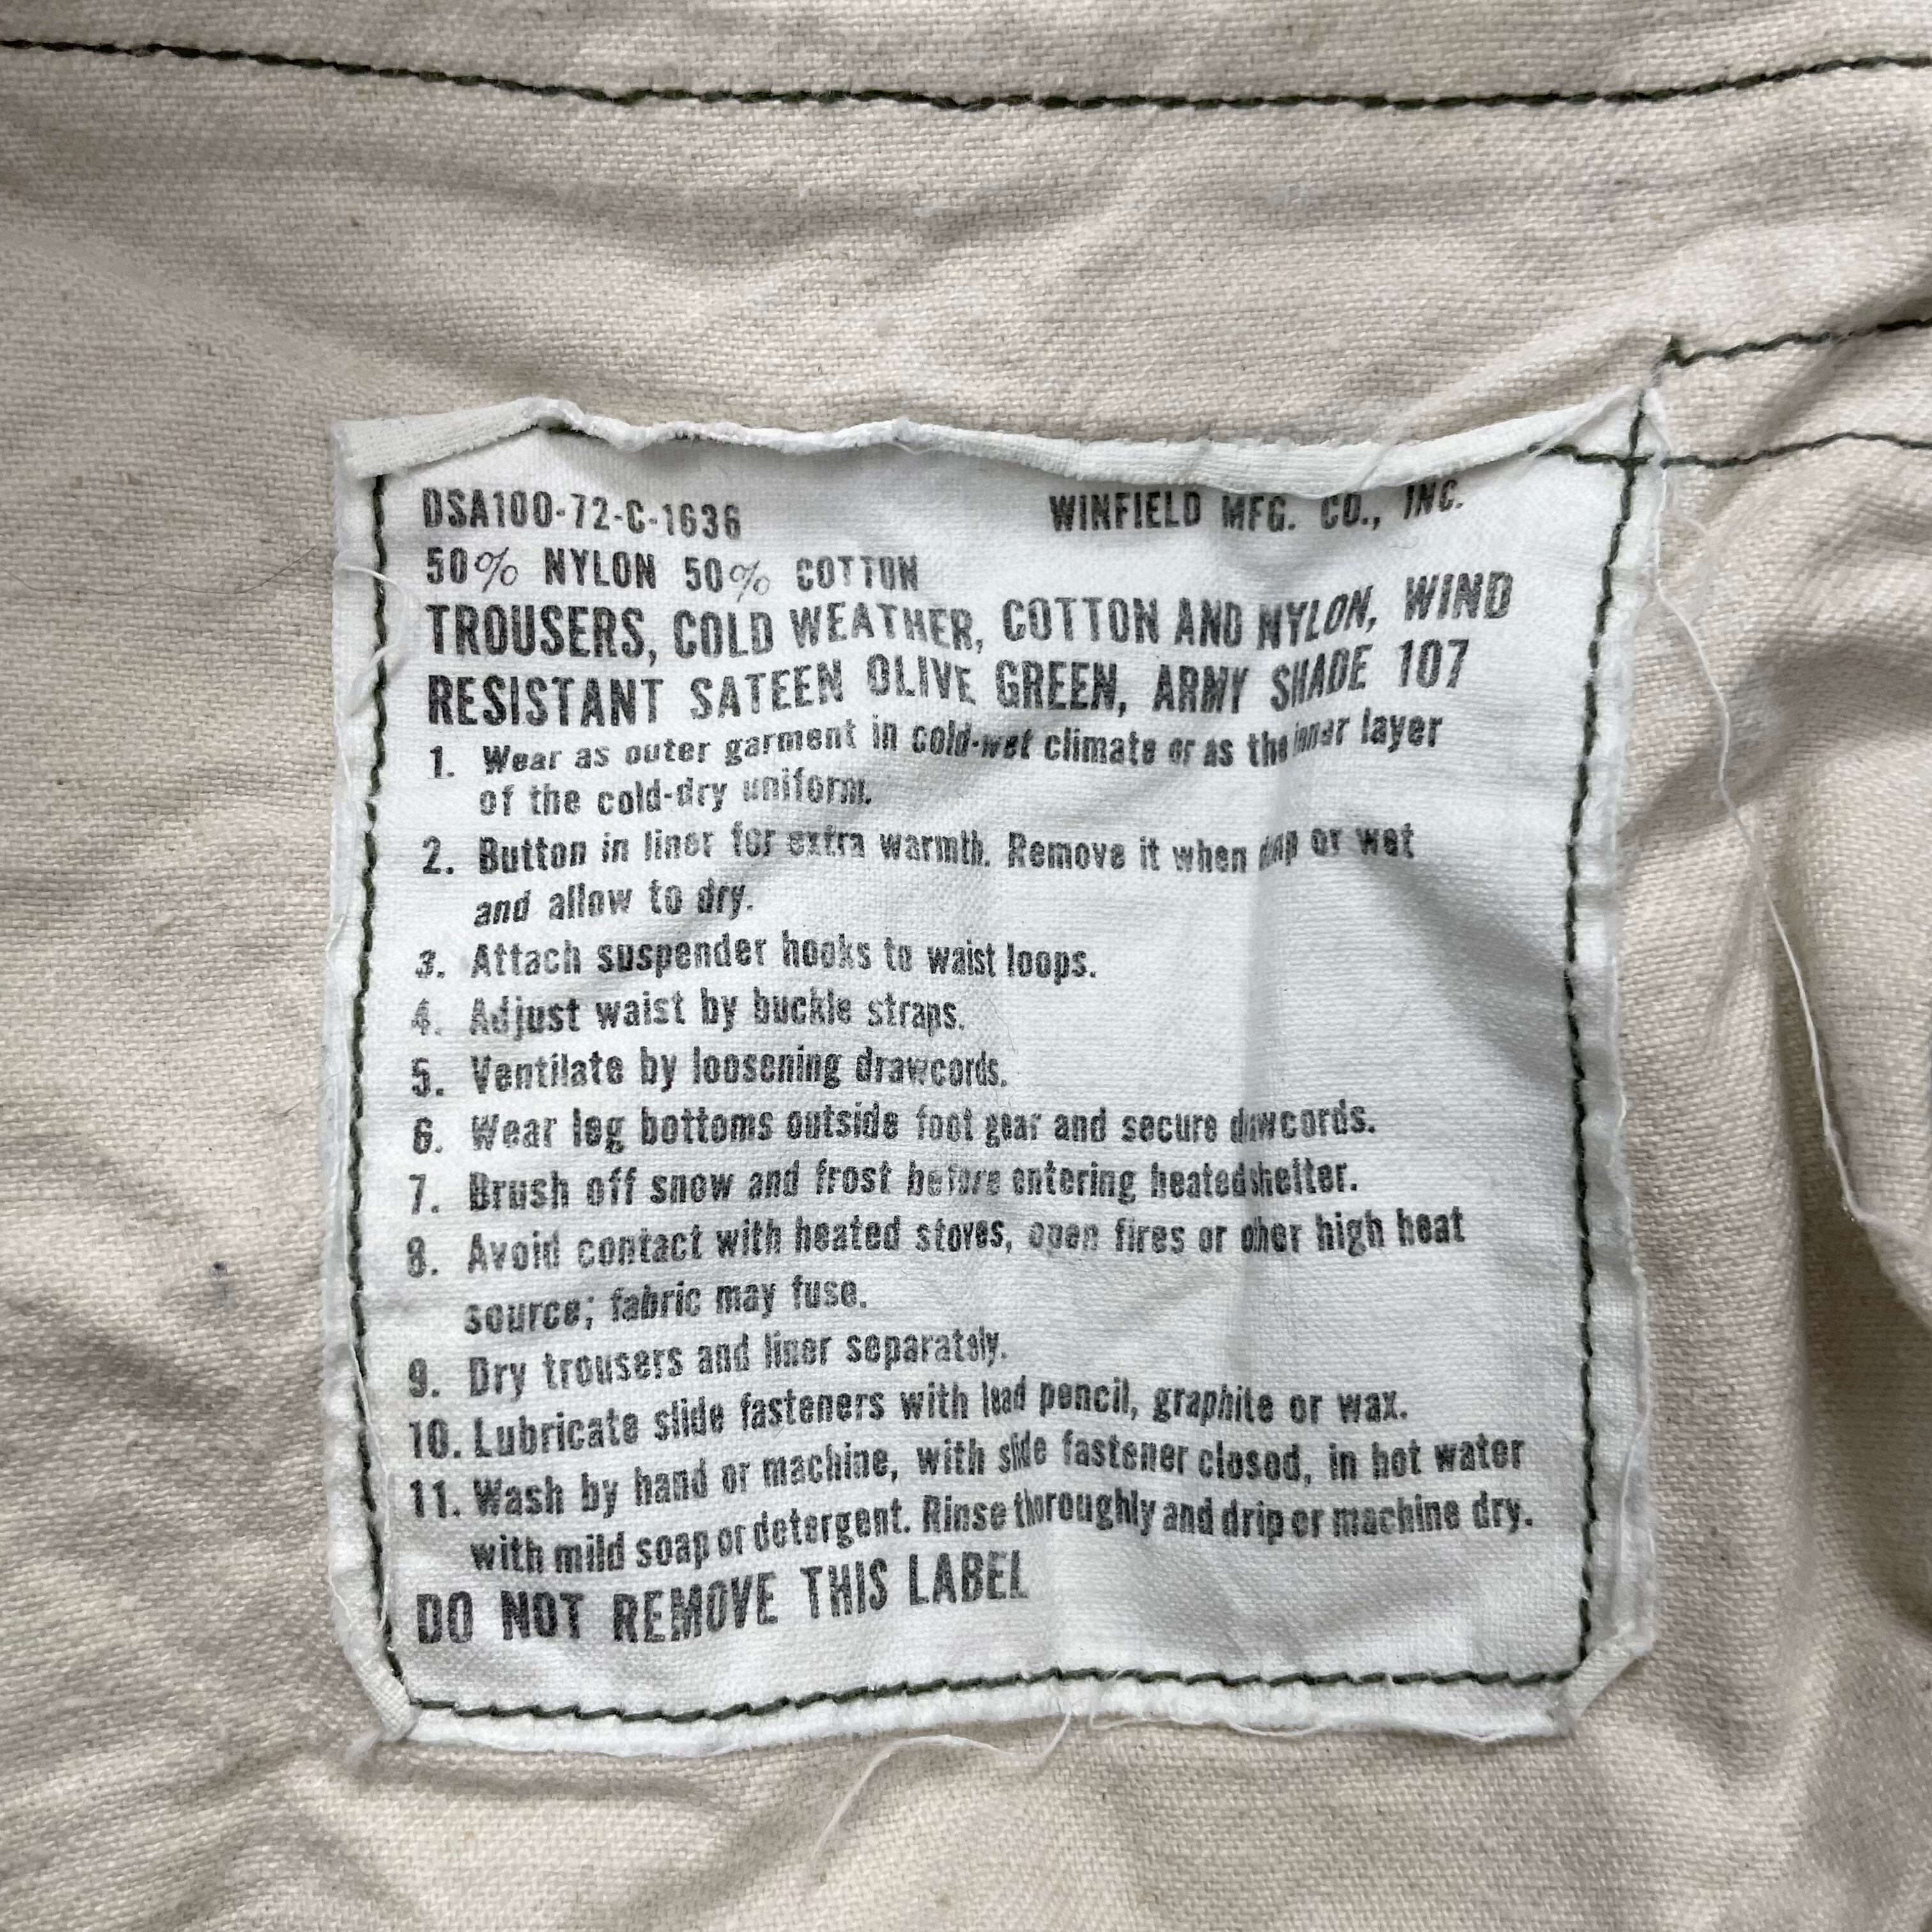 DSA100-72-C-1636 WINFIELD MFG. CO., INC.
50% NYLON 50% COTTON
TROUSERS, COLD WEATHER, COTTON AND NYLON, WIND
RESISTANT SATEEN OLIVE GREEN, ARMY SHADE 107
1. Wear as outer garment in cold-wet climate or as the inner layer
of the cold-dry uniform.
2. Button in liner for extra warmth. Remove it when damp or wet
and allow to dry.
3. Attach suspender hooks to waist loops.
4. Adjust waist by buckle straps.
5. Ventilate by loosening drawcords.
6. Wear leg bottoms outside foot gear and secure drawcords.
7. Brush off snow and frost before entering heated shelter.
8. Avoid contact with heated stoves, open fires or other high heat
source; fabric may fuse.
9. Dry trousers and liner separately.
10. Lubricate slide fasteners with lead pencil, graphite or wax.
11. Wash by hand or machine, with slide fastener closed, in hot water
with mild soap or detergent. Rinse thoroughly and drip or machine dry.
DO NOT REMOVE THIS LABEL